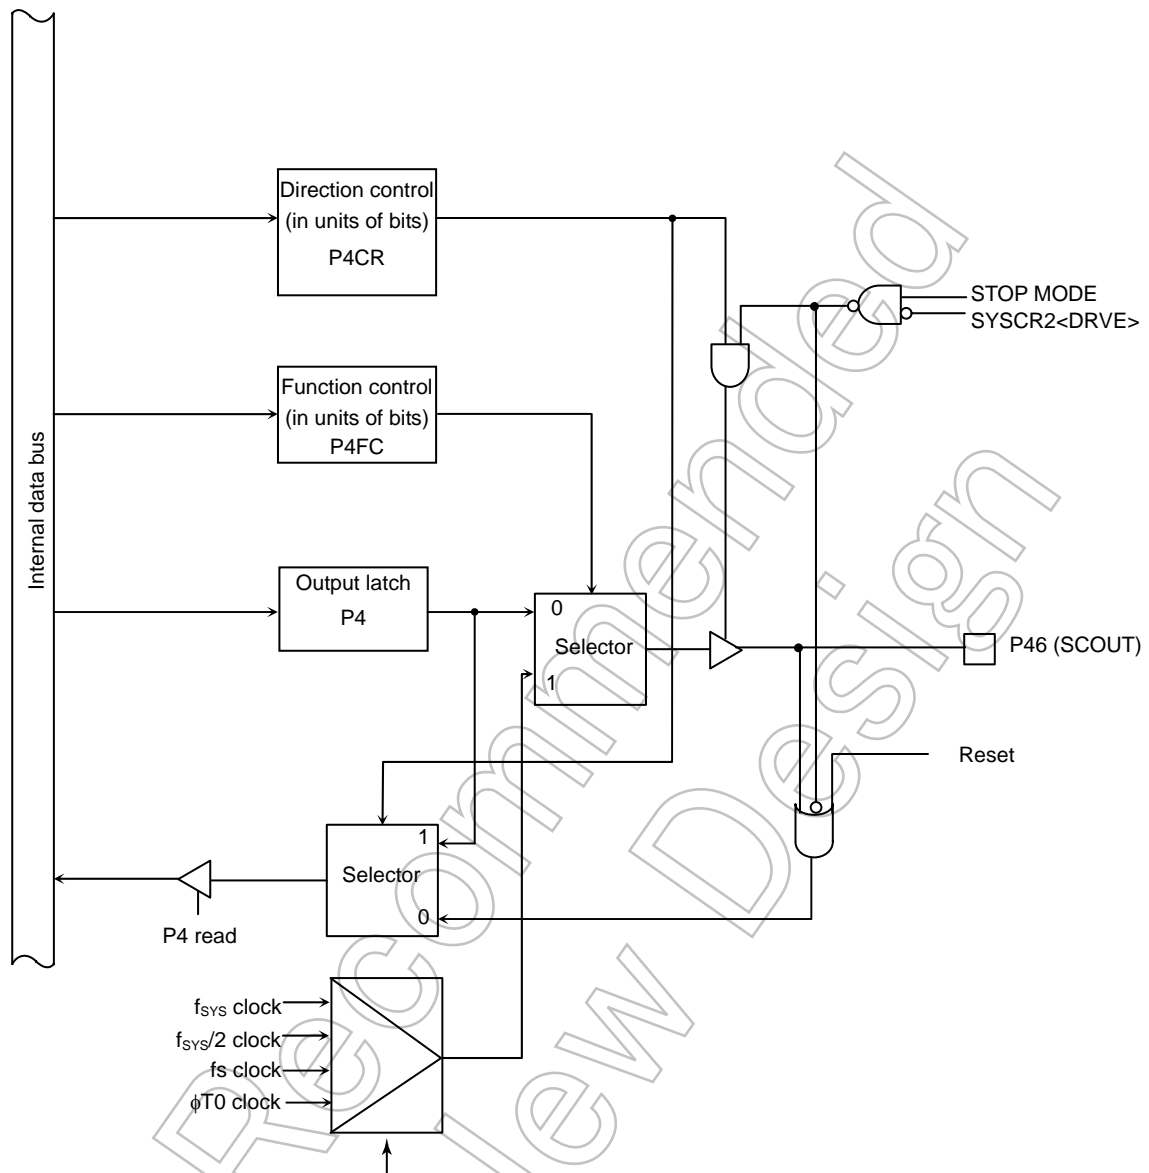 Internal data bus
Direction control
(in units of bits)
P4CR
STOP MODE
SYSCR2<DRVE>
Function control
(in units of bits)
P4FC
Output latch
P4
0
Selector
1
P46 (SCOUT)
Reset
1
Selector
0
P4 read
fSYS clock
fSYS/2 clock
fs clock
ϕT0 clock
Recommended
New Design